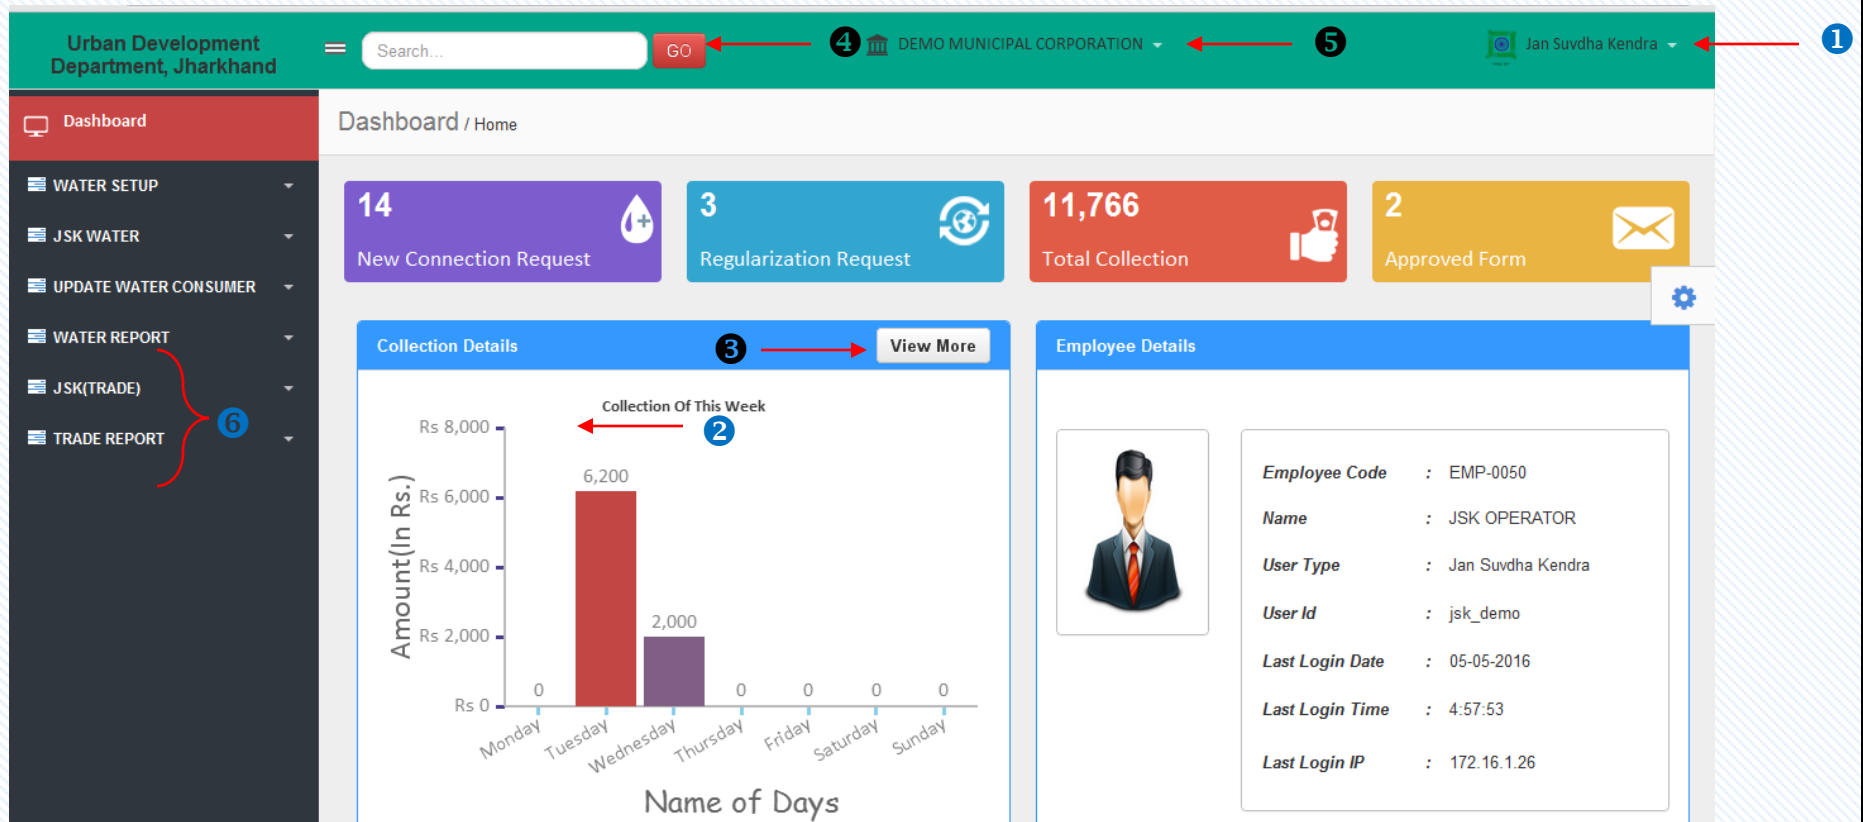 Urban Development
Department, Jharkhand
Search...
GO
4
DEMO MUNICIPAL CORPORATION
5
Jan Suvdha Kendra
1
Dashboard
Dashboard / Home
WATER SETUP
JSK WATER
UPDATE WATER CONSUMER
WATER REPORT
JSK(TRADE)
TRADE REPORT
6
14
New Connection Request
3
Regularization Request
11,766
Total Collection
2
Approved Form
Collection Details
3
View More
Collection Of This Week
2
Amount(In Rs.)
Rs 8,000
Rs 6,000
Rs 4,000
Rs 2,000
Rs 0
0
6,200
2,000
0
0
0
0
Monday
Tuesday
Wednesday
Thursday
Friday
Saturday
Sunday
Name of Days
Employee Details
Employee Code : EMP-0050
Name : JSK OPERATOR
User Type : Jan Suvdha Kendra
User Id : jsk_demo
Last Login Date : 05-05-2016
Last Login Time : 4:57:53
Last Login IP : 172.16.1.26